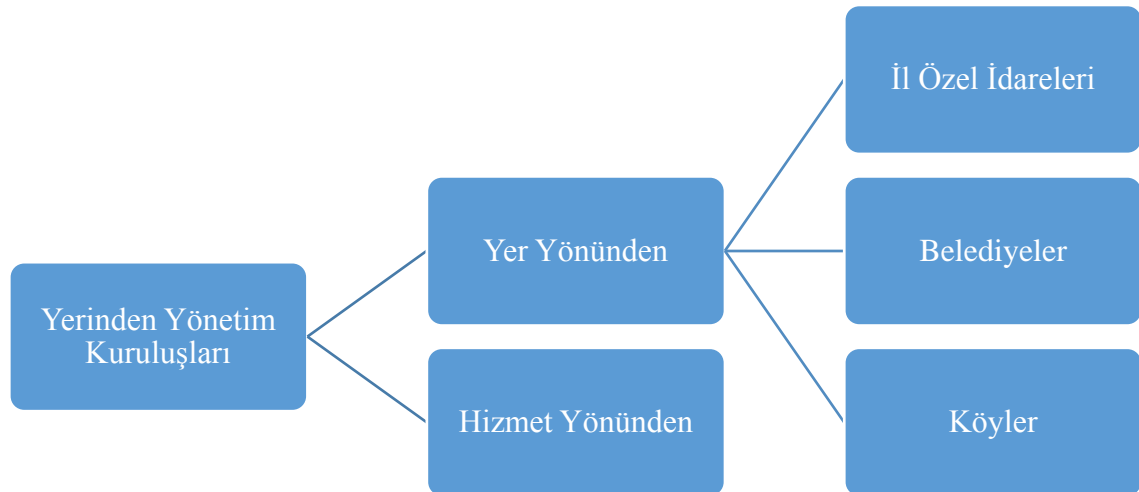 Yerinden Yönetim
Kuruluşları
Yer Yönünden
Hizmet Yönünden
İl Özel İdareleri
Belediyeler
Köyler